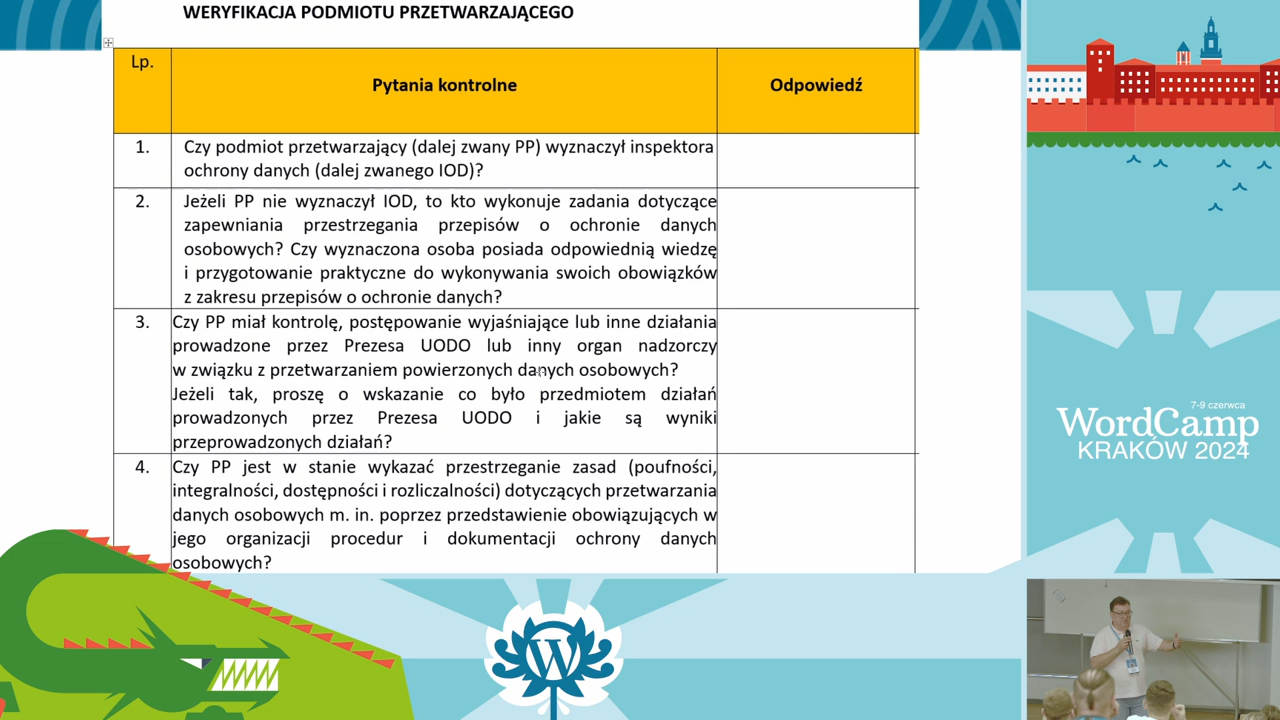 WERYFIKACJA PODMIOTU PRZETWARZAJĄCEGO
Lp.
Pytania kontrolne
Odpowiedź
1.
Czy podmiot przetwarzający (dalej zwany PP) wyznaczył inspektora
ochrony danych (dalej zwanego IOD)?
2.
Jeżeli PP nie wyznaczył IOD, to kto wykonuje zadania dotyczące
zapewniania przestrzegania przepisów o ochronie danych
osobowych? Czy wyznaczona osoba posiada odpowiednią wiedzę
i przygotowanie praktyczne do wykonywania swoich obowiązków
z zakresu przepisów o ochronie danych?
3.
Czy PP miał kontrolę, postępowanie wyjaśniające lub inne działania
prowadzone przez Prezesa UODO lub inny organ nadzorczy
w związku z przetwarzaniem powierzonych danych osobowych?
Jeżeli tak, proszę o wskazanie co było przedmiotem działań
prowadzonych przez Prezesa UODO i jakie są wyniki
przeprowadzonych działań?
4.
Czy PP jest w stanie wykazać przestrzeganie zasad (poufności,
integralności, dostępności i rozliczalności) dotyczących przetwarzania
danych osobowych m. in. poprzez przedstawienie obowiązujących w
jego organizacji procedur i dokumentacji ochrony danych
osobowych?
7-9 czerwca
WordCamp
KRAKÓW 2024
W